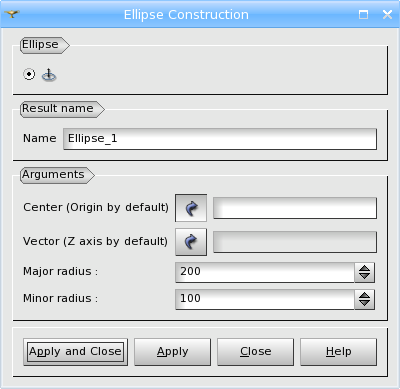 Ellipse Construction
Ellipse
Result name
Name Ellipse_1
Arguments
Center (Origin by default)
Vector (Z axis by default)
Major radius : 200
Minor radius : 100
Apply and Close Apply Close Help